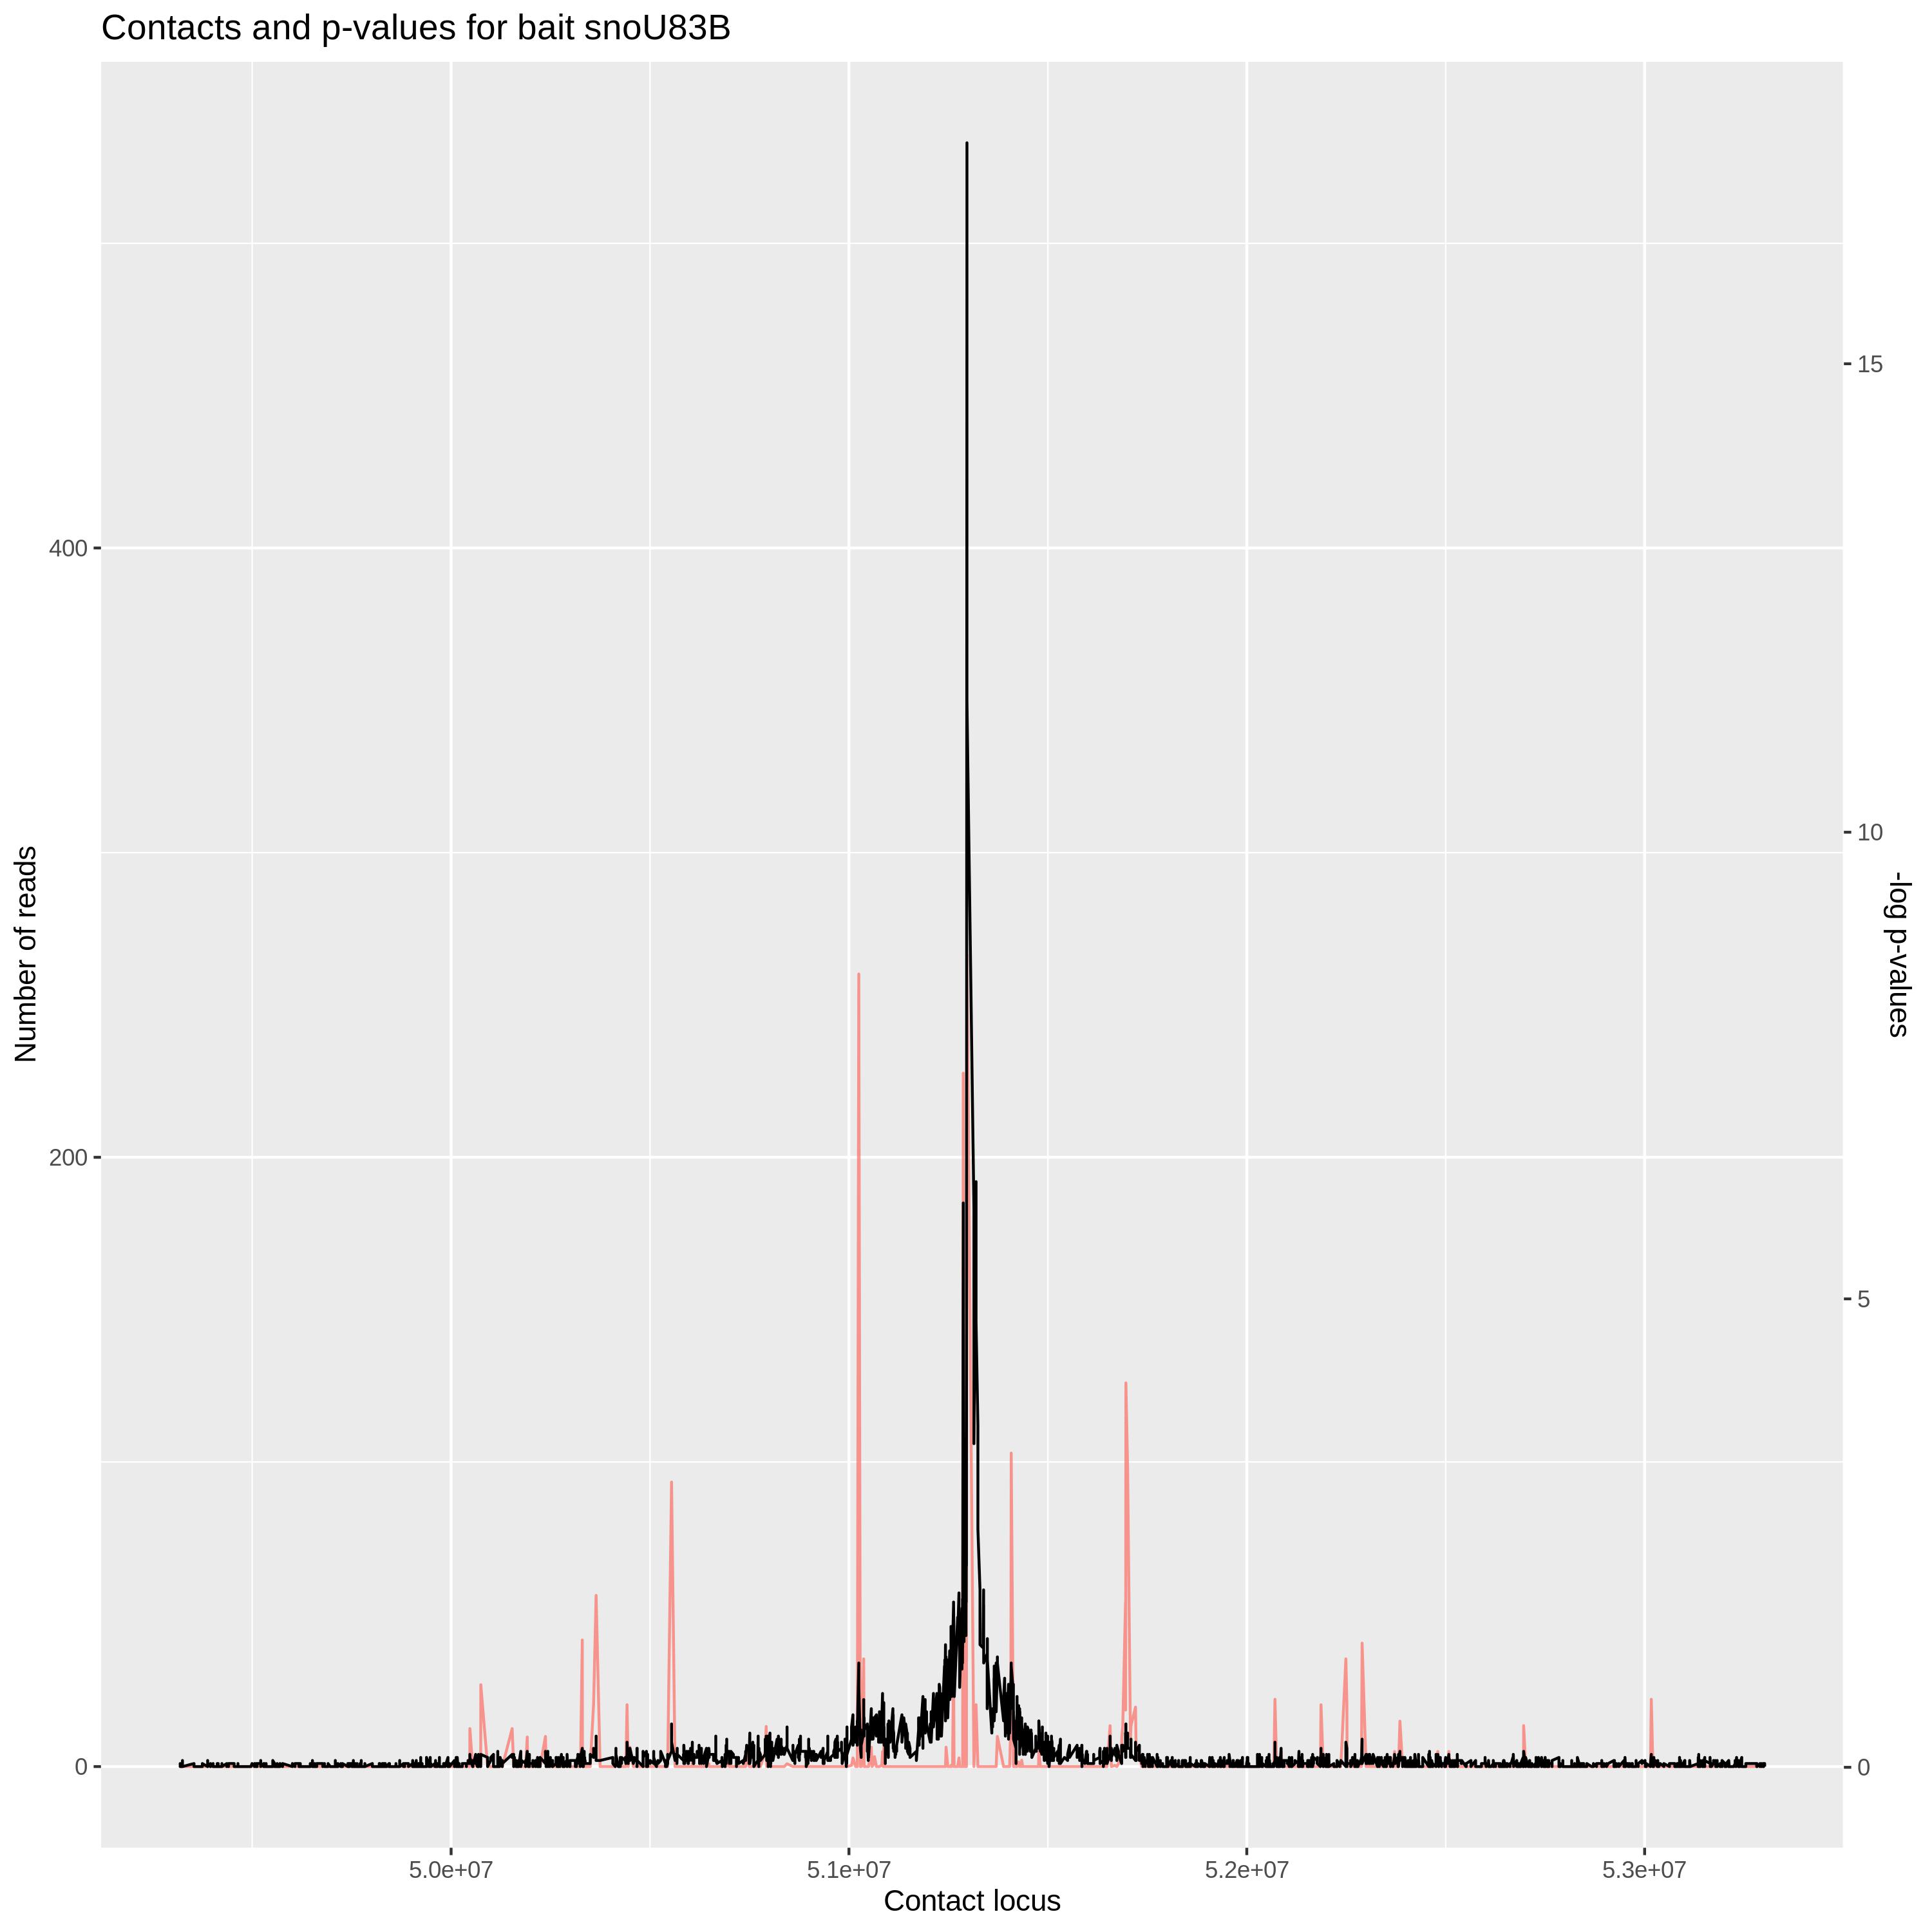 Contacts and p-values for bait snoU83B
Number of reads
400
200
0
15
10
5
0
-log p-values
5.0e+07
5.1e+07
5.2e+07
5.3e+07
Contact locus